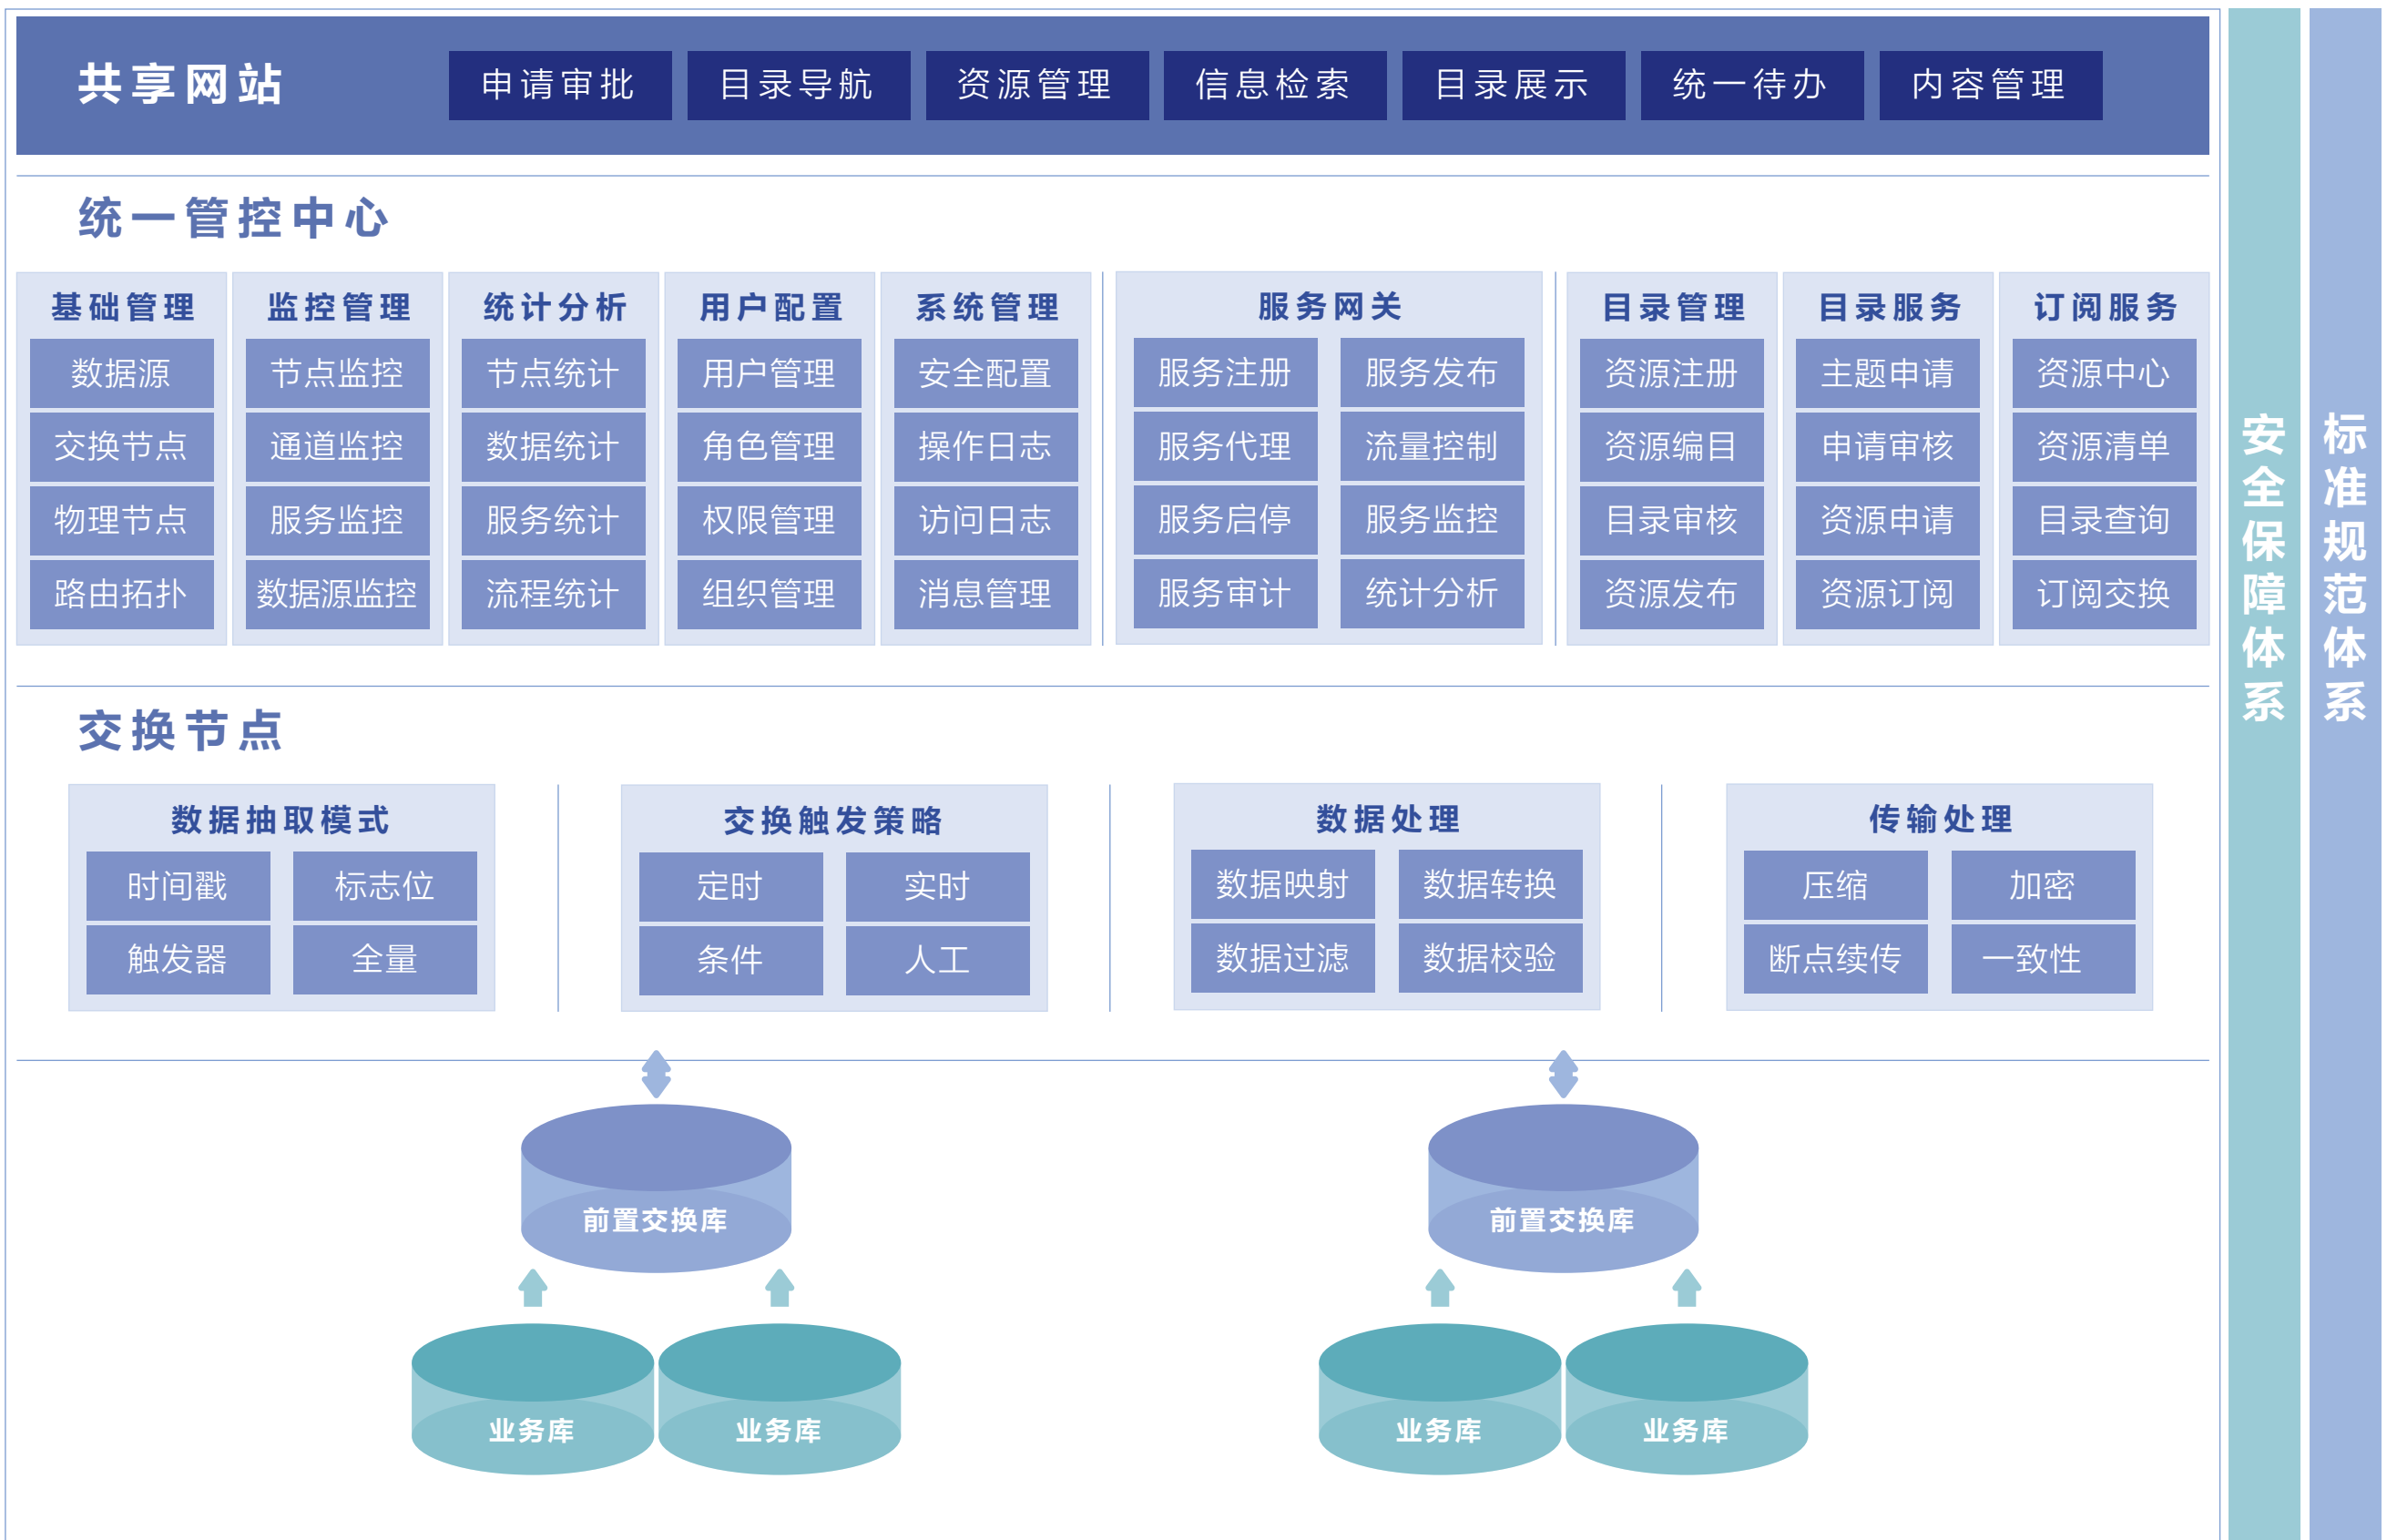 共享网站
申请审批
目录导航
资源管理
信息检索
目录展示
统一待办
内容管理
统一管控中心
基础管理
数据源
交换节点
物理节点
路由拓扑
监控管理
节点监控
通道监控
服务监控
数据源监控
统计分析
节点统计
数据统计
服务统计
流程统计
用户配置
用户管理
角色管理
权限管理
组织管理
系统管理
安全配置
操作日志
访问日志
消息管理
服务网关
服务注册
服务发布
服务代理
流量控制
服务启停
服务监控
服务审计
统计分析
目录管理
资源注册
资源编目
目录审核
资源发布
目录服务
主题申请
申请审核
资源申请
资源订阅
订阅服务
资源中心
资源清单
目录查询
订阅交换
交换节点
数据抽取模式
时间戳
标志位
触发器
全量
交换触发策略
定时
实时
条件
人工
数据处理
数据映射
数据转换
数据过滤
数据校验
传输处理
压缩
加密
断点续传
一致性
前置交换库
前置交换库
业务库
业务库
业务库
业务库
安全保障体系
标准规范体系